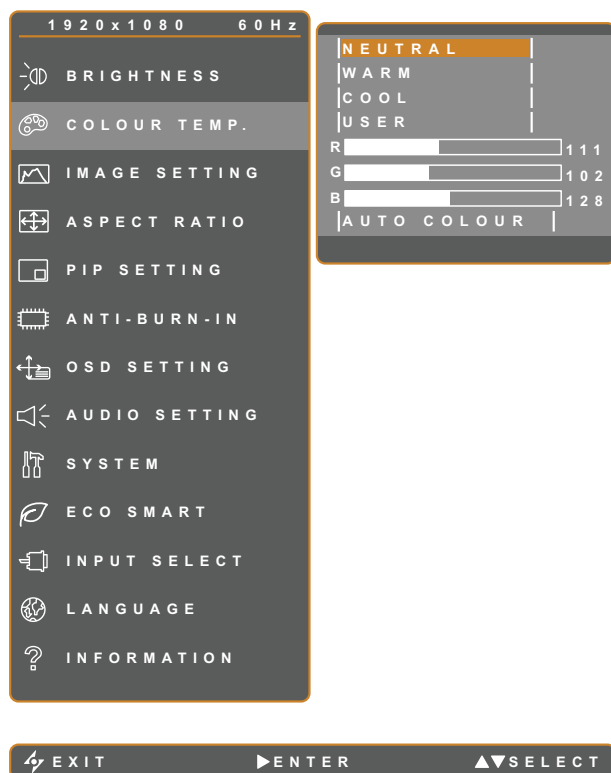 1920x1080 60Hz
BRIGHTNESS
COLOUR TEMP.
IMAGE SETTING
ASPECT RATIO
PIP SETTING
ANTI-BURN-IN
OSD SETTING
AUDIO SETTING
SYSTEM
ECO SMART
INPUT SELECT
LANGUAGE
INFORMATION
NEUTRAL
WARM
COOL
USER
R 111
G 102
B 128
AUTO COLOUR
EXIT ENTER SELECT